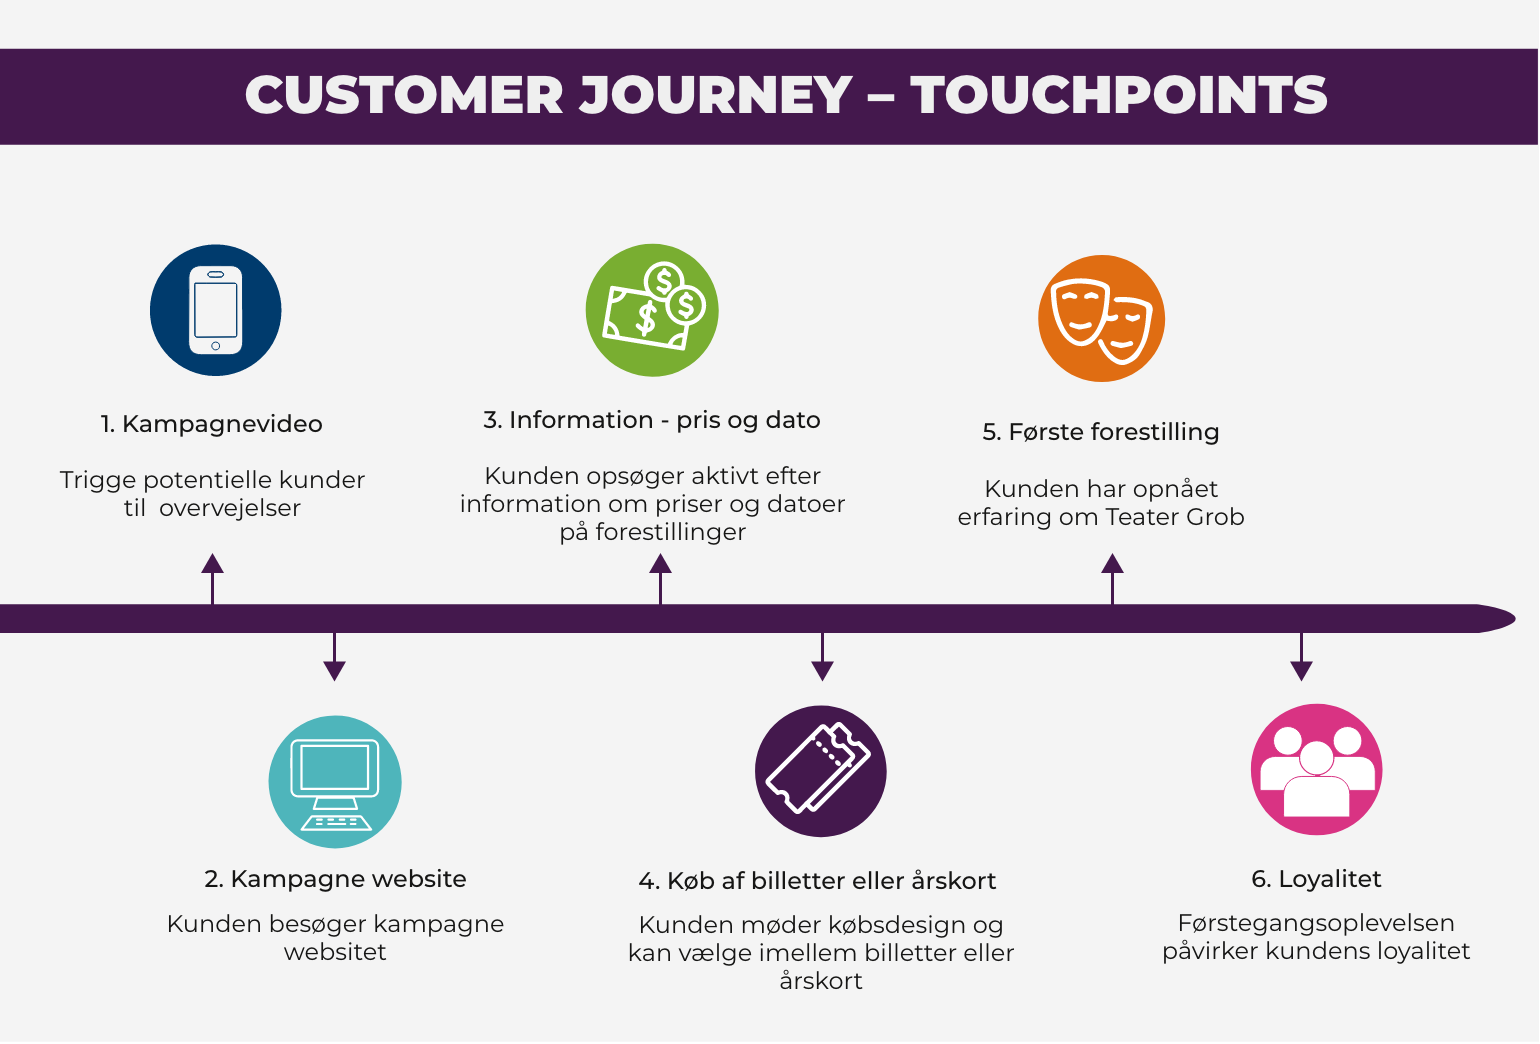 CUSTOMER JOURNEY – TOUCHPOINTS
1. Kampagnevideo
Trigge potentielle kunder
til overvejelser
2. Kampagne website
Kunden besøger kampagne
websitet
3. Information - pris og dato
Kunden opsøger aktivt efter
information om priser og datoer
på forestillinger
4. Køb af billetter eller årskort
Kunden møder købsdesign og
kan vælge imellem billetter eller
årskort
5. Første forestilling
Kunden har opnået
erfaring om Teater Grob
6. Loyalitet
Førstegangsoplevelsen
påvirker kundens loyalitet